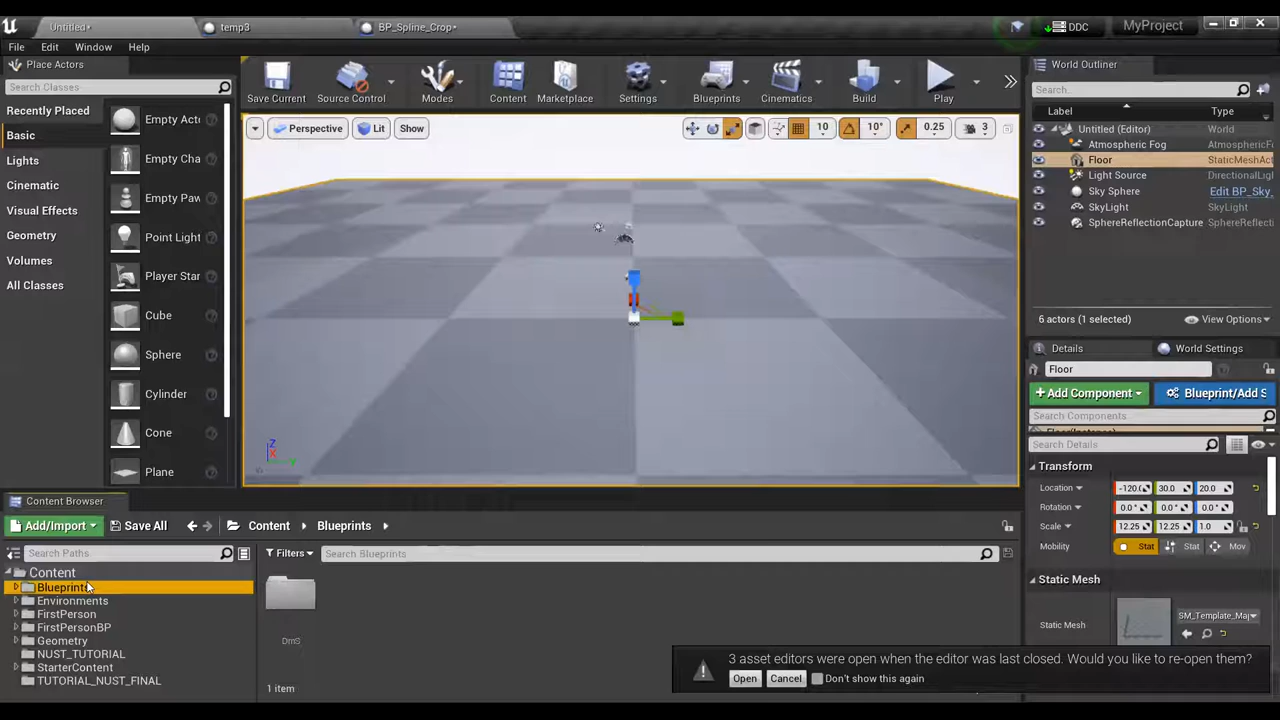 Untitled*
temp3
BP_Spline_Crop*
DDC
MyProject
File Edit Window Help
Place Actors
Search Classes
Recently Placed
Basic
Lights
Cinematic
Visual Effects
Geometry
Volumes
All Classes
Empty Acto
Empty Cha
Empty Paw
Point Light
Player Star
Cube
Sphere
Cylinder
Cone
Plane
Save Current
Source Control
Modes
Content
Marketplace
Settings
Blueprints
Cinematics
Build
Play
Perspective
Lit
Show
10
10°
0.25
3
Z
X
World Outliner
Search...
Label Type
Untitled (Editor) World
Atmospheric Fog AtmosphericF
Floor StaticMeshAct
Light Source DirectionalLigh
Sky Sphere Edit BP_Sky_
SkyLight SkyLight
SphereReflectionCapture SphereReflecti
6 actors (1 selected)
View Options
Details
World Settings
Floor
Add Component
Blueprint/Add S
Search Components
Search Details
Transform
Location -120.( 30.0 20.0
Rotation 0.0° 0.0° 0.0°
Scale 12.25 12.25 1.0
Mobility Stat Stat Mov
Static Mesh
Static Mesh
SM_Template_Map
Content Browser
Add/Import
Save All
Content
Blueprints
Search Paths
Filters
Search Blueprints
Content
Blueprints
Environments
FirstPerson
FirstPersonBP
Geometry
NUST_TUTORIAL
StarterContent
TUTORIAL_NUST_FINAL
DmS
1 item
3 asset editors were open when the editor was last closed. Would you like to re-open them?
Open
Cancel
Don't show this again